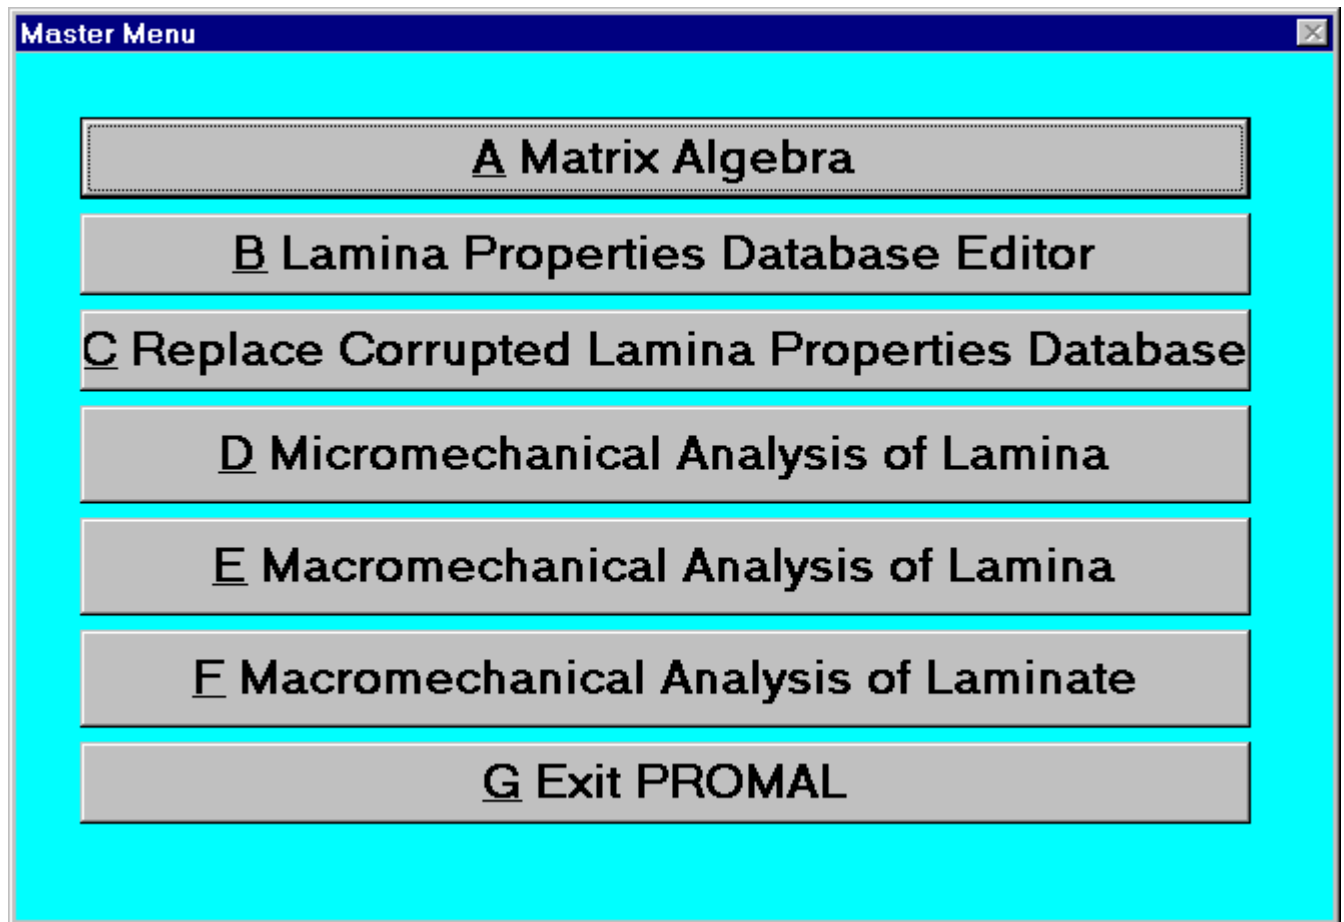 Master Menu
A Matrix Algebra
B Lamina Properties Database Editor
C Replace Corrupted Lamina Properties Database
D Micromechanical Analysis of Lamina
E Macromechanical Analysis of Lamina
F Macromechanical Analysis of Laminate
G Exit PROMAL